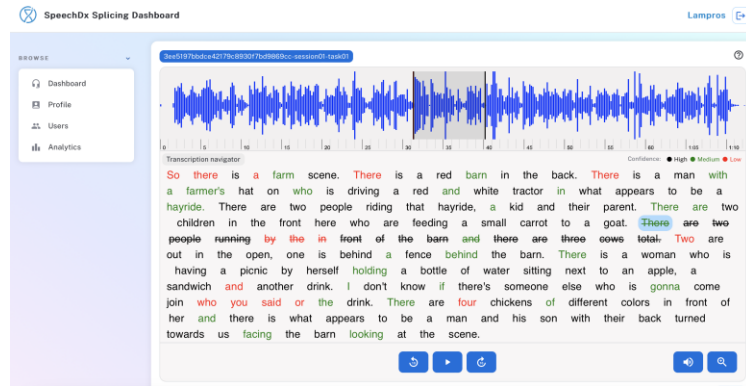 SpeechDx Splicing Dashboard
Lampros
BROWSE
Dashboard
Profile
Users
Analytics
3ee5197bbdce42179c8930f7bd9869cc-session01-task01
0 5 10 15 20 25 30 35 40 45 50 55 60 1:05 1:10
Transcription navigator
Confidence: High Medium Low
So there is a farm scene. There is a red barn in the back. There is a man with
a farmer's hat on who is driving a red and white tractor in what appears to be a
hayride. There are two people riding that hayride, a kid and their parent. There are two
children in the front here who are feeding a small carrot to a goat. There are two
people running by the in front of the barn and there are three cows total. Two are
out in the open, one is behind a fence behind the barn. There is a woman who is
having a picnic by herself holding a bottle of water sitting next to an apple, a
sandwich and another drink. I don't know if there's someone else who is gonna come
join who you said or the drink. There are four chickens of different colors in front of
her and there is what appears to be a man and his son with their back turned
towards us facing the barn looking at the scene.